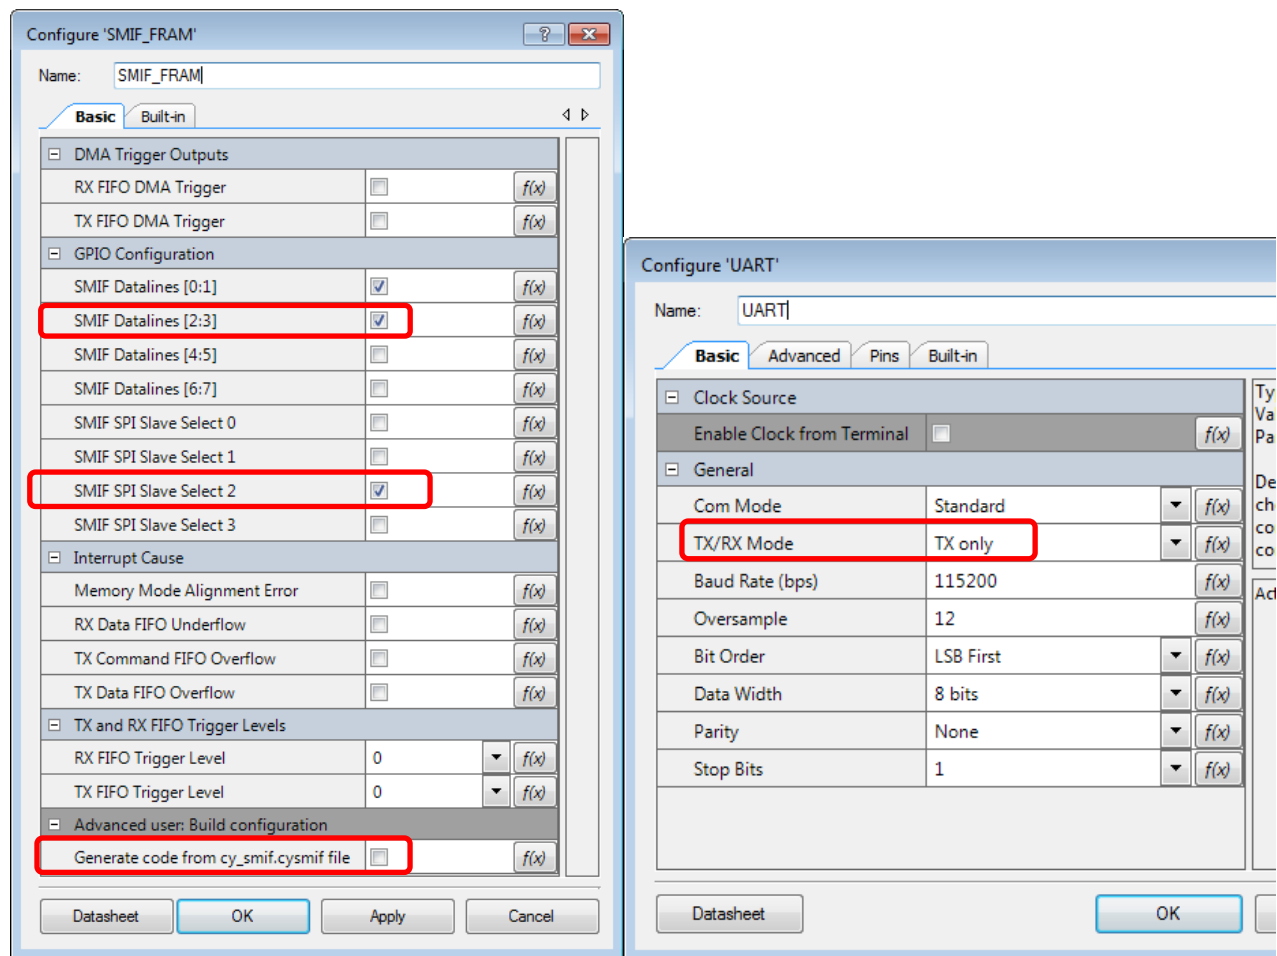 Configure 'SMIF_FRAM'
Name: SMIF_FRAM
Basic Built-in
DMA Trigger Outputs
RX FIFO DMA Trigger f(x)
TX FIFO DMA Trigger f(x)
GPIO Configuration
SMIF Datalines [0:1] f(x)
SMIF Datalines [2:3] f(x)
SMIF Datalines [4:5] f(x)
SMIF Datalines [6:7] f(x)
SMIF SPI Slave Select 0 f(x)
SMIF SPI Slave Select 1 f(x)
SMIF SPI Slave Select 2 f(x)
SMIF SPI Slave Select 3 f(x)
Interrupt Cause
Memory Mode Alignment Error f(x)
RX Data FIFO Underflow f(x)
TX Command FIFO Overflow f(x)
TX Data FIFO Overflow f(x)
TX and RX FIFO Trigger Levels
RX FIFO Trigger Level 0 f(x)
TX FIFO Trigger Level 0 f(x)
Advanced user: Build configuration
Generate code from cy_smif.cysmif file f(x)
Datasheet OK Apply Cancel
Configure 'UART'
Name: UART
Basic Advanced Pins Built-in
Clock Source
Enable Clock from Terminal f(x)
General
Com Mode Standard f(x)
TX/RX Mode TX only f(x)
Baud Rate (bps) 115200 f(x)
Oversample 12 f(x)
Bit Order LSB First f(x)
Data Width 8 bits f(x)
Parity None f(x)
Stop Bits 1 f(x)
Datasheet OK